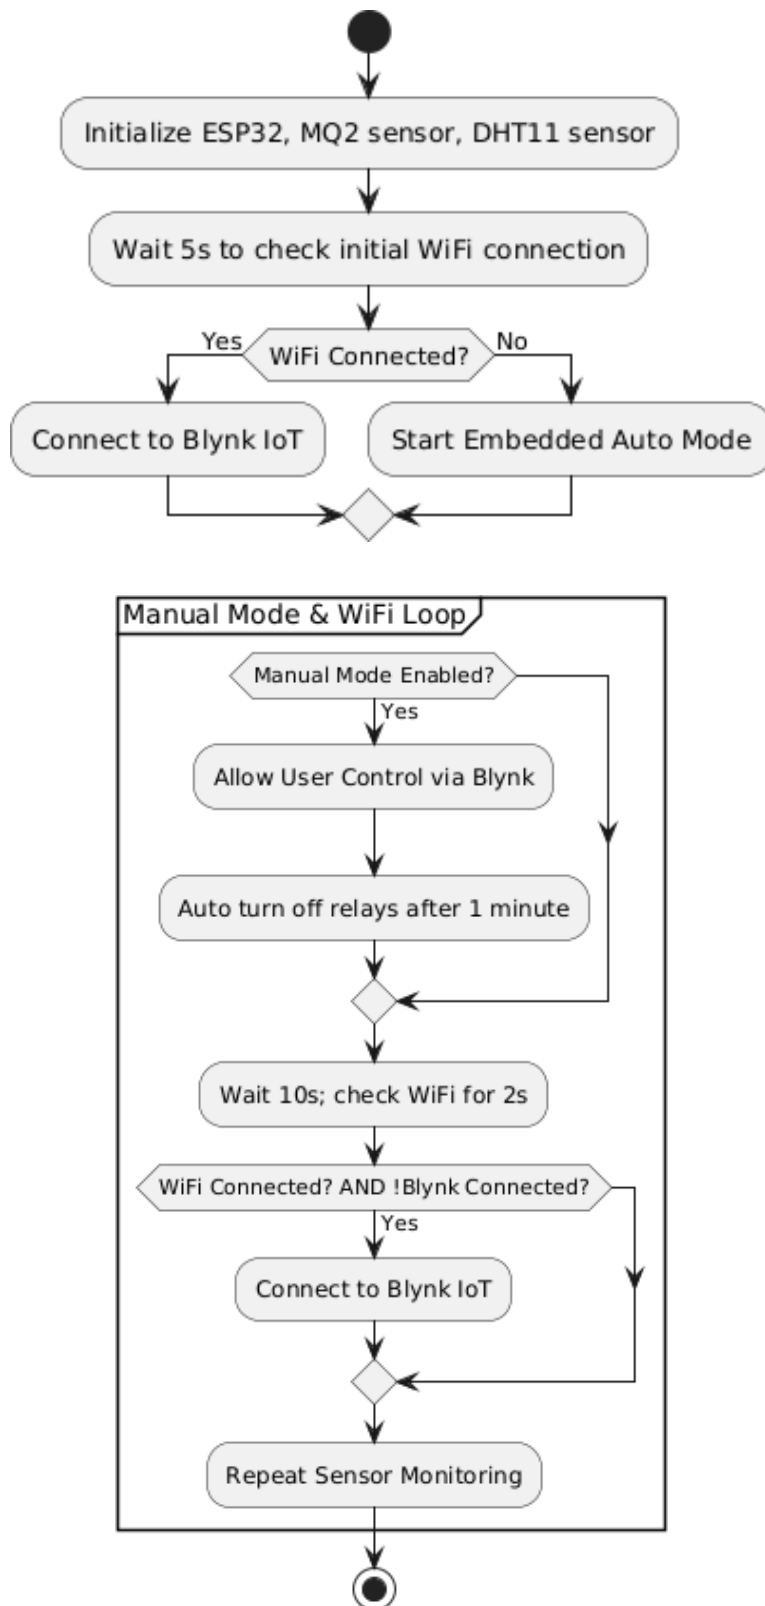 Initialize ESP32, MQ2 sensor, DHT11 sensor
Wait 5s to check initial WiFi connection
Yes
WiFi Connected?
No
Connect to Blynk IoT
Start Embedded Auto Mode
Manual Mode & WiFi Loop
Manual Mode Enabled?
Yes
Allow User Control via Blynk
Auto turn off relays after 1 minute
Wait 10s; check WiFi for 2s
WiFi Connected? AND !Blynk Connected?
Yes
Connect to Blynk IoT
Repeat Sensor Monitoring